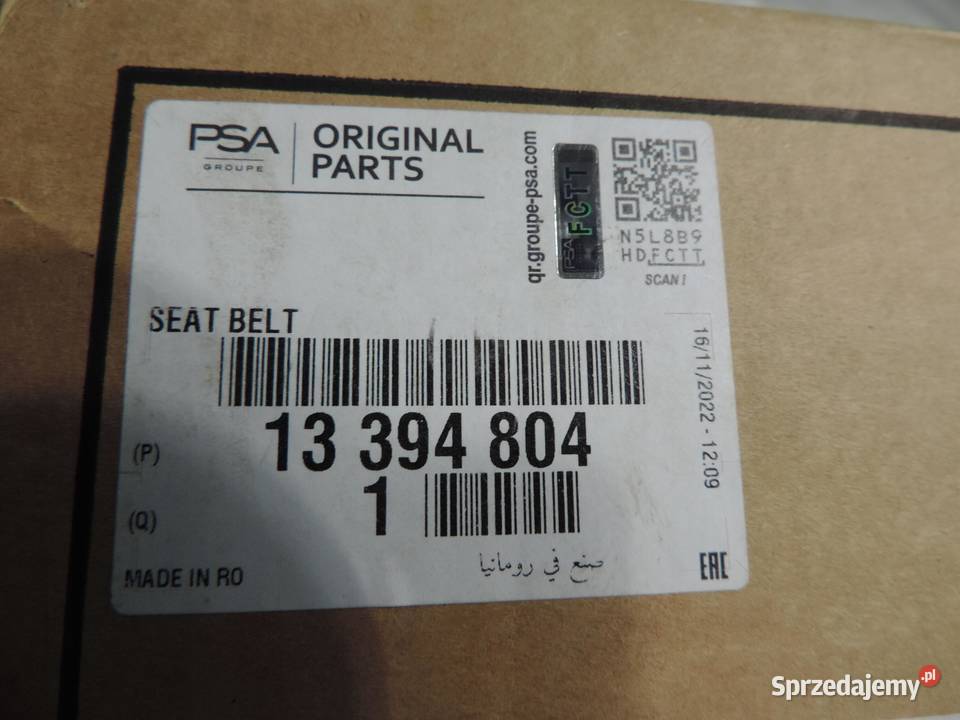 PSA
GROUPE
ORIGINAL
PARTS
qr.groupe-psa.com
PSA FCTT
N5L8B9
HDFCTT
SCAN!
SEAT BELT
16/11/2022 - 12:09
(P) 13 394 804
(Q) 1
MADE IN RO
صنع في رومانيا
EAC
Sprzedajemy.pl